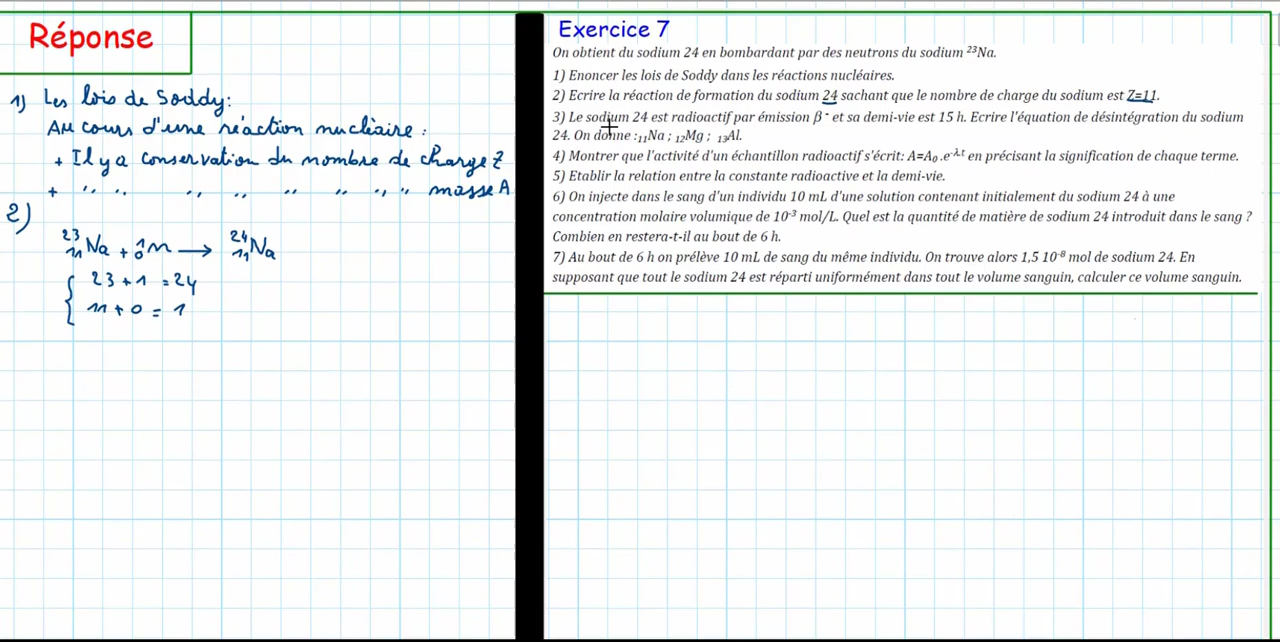 Réponse
1) Les lois de Soddy:
Au cours d'une réaction nucléaire :
+ Il y a conservation du nombre de charge Z
+ " " " " " " " " masse A
2)
²³₁₁Na + ¹₀n → ²⁴₁₁Na
23 + 1 = 24
11 + 0 = 1
Exercice 7
On obtient du sodium 24 en bombardant par des neutrons du sodium ²³Na.
1) Enoncer les lois de Soddy dans les réactions nucléaires.
2) Ecrire la réaction de formation du sodium 24 sachant que le nombre de charge du sodium est Z=11.
3) Le sodium 24 est radioactif par émission β⁻ et sa demi-vie est 15 h. Ecrire l'équation de désintégration du sodium
24. On donne :₁₁Na ; ₁₂Mg ; ₁₃Al.
4) Montrer que l'activité d'un échantillon radioactif s'écrit: A=A₀ .e^-λ.t en précisant la signification de chaque terme.
5) Etablir la relation entre la constante radioactive et la demi-vie.
6) On injecte dans le sang d'un individu 10 mL d'une solution contenant initialement du sodium 24 à une
concentration molaire volumique de 10⁻³ mol/L. Quel est la quantité de matière de sodium 24 introduit dans le sang ?
Combien en restera-t-il au bout de 6 h.
7) Au bout de 6 h on prélève 10 mL de sang du même individu. On trouve alors 1,5 10⁻⁸ mol de sodium 24. En
supposant que tout le sodium 24 est réparti uniformément dans tout le volume sanguin, calculer ce volume sanguin.